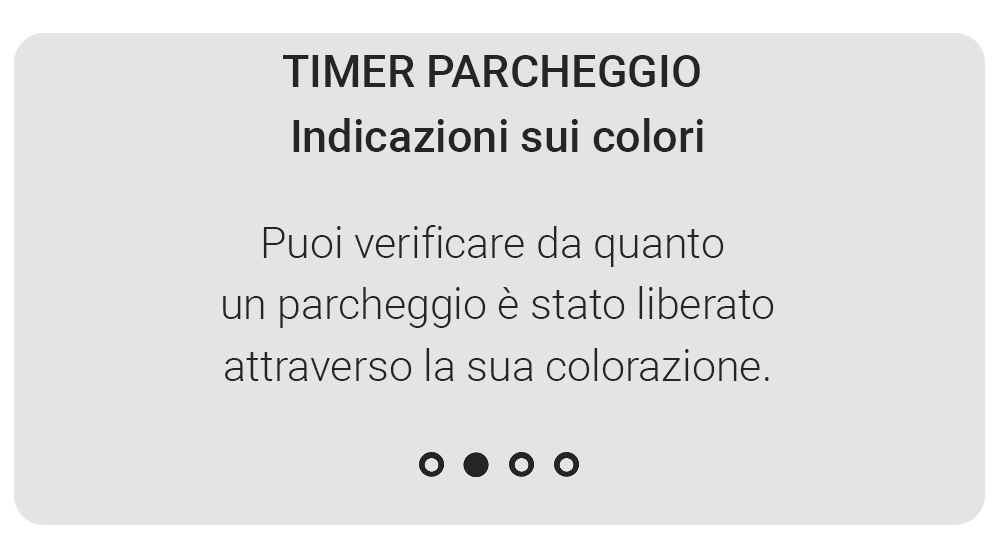 TIMER PARCHEGGIO
Indicazioni sui colori
Puoi verificare da quanto
un parcheggio è stato liberato
attraverso la sua colorazione.